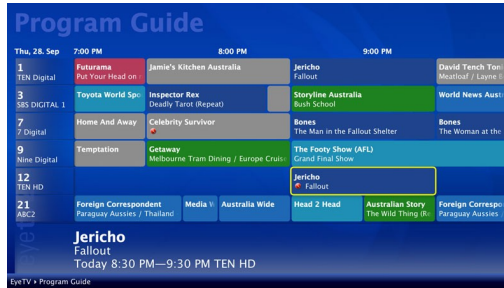 Program Guide
Thu, 28. Sep 7:00 PM 8:00 PM 9:00 PM
1 Futurama Jamie's Kitchen Australia Jericho David Tench Ton
TEN Digital Put Your Head on Fallout Meatloaf / Layne
3 Toyota World Spo Inspector Rex Storyline Australia World News Aust
SBS DIGITAL 1 Deadly Tarot (Repeat) Bush School
7 Home And Away Celebrity Survivor Bones Bones
7 Digital The Man in the Fallout Shelter The Woman at the
9 Temptation Getaway The Footy Show (AFL)
Nine Digital Melbourne Tram Dining / Europe Cruise Grand Final Show
12 Jericho
TEN HD Fallout
21 Foreign Correspondent Media Australia Wide Head 2 Head Australian Story Foreign Correspo
ABC2 Paraguay Aussies / Thailand The Wild Thing (Re Paraguay Aussies /
EyeTV
Jericho
Fallout
Today 8:30 PM—9:30 PM TEN HD
EyeTV ▸ Program Guide